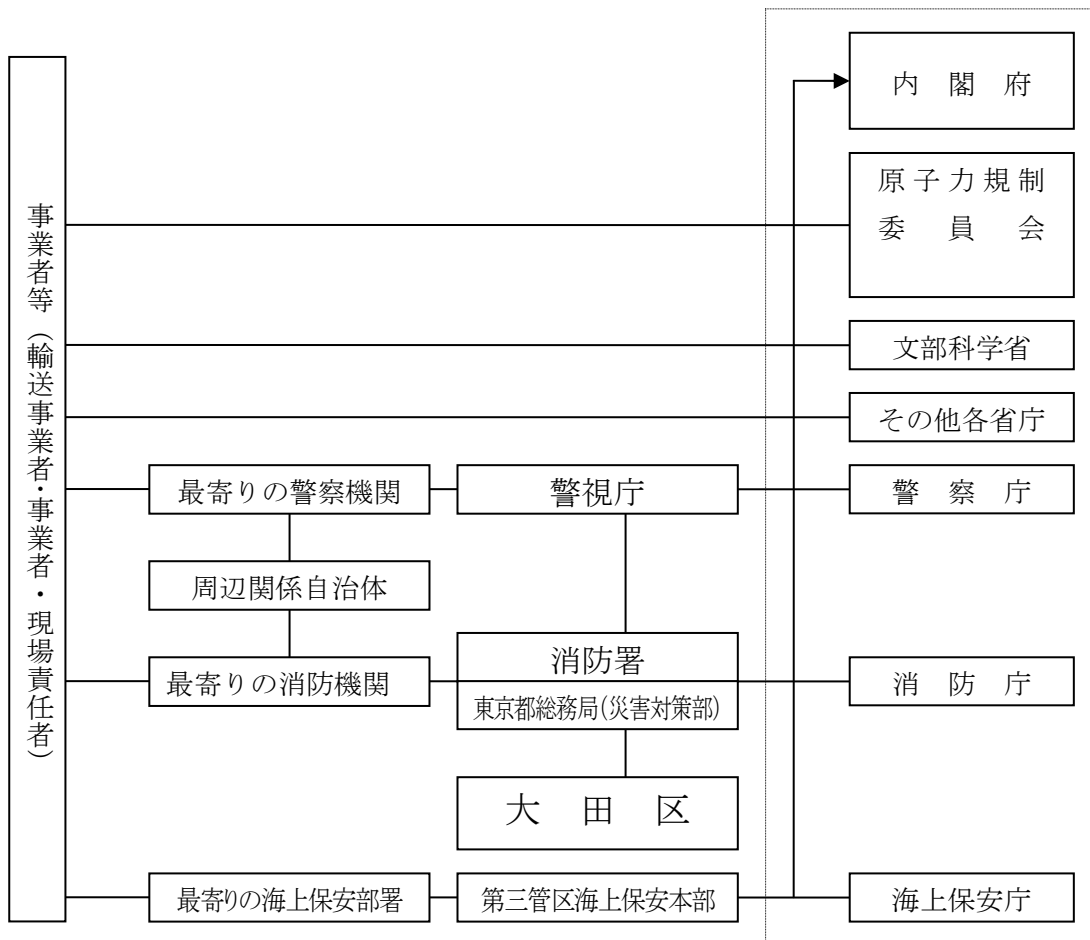 事業者等（輸送事業者・事業者・現場責任者）
内閣府
原子力規制
委員会
文部科学省
その他各省庁
最寄りの警察機関
警視庁
警察庁
周辺関係自治体
消防署
最寄りの消防機関
東京都総務局(災害対策部)
消防庁
大田区
最寄りの海上保安部署
第三管区海上保安本部
海上保安庁